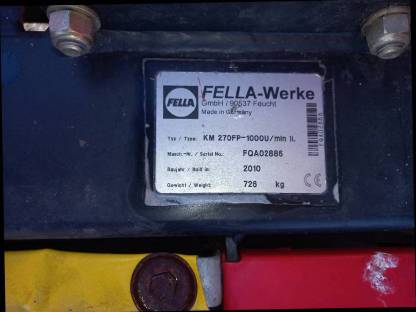 FELLA
FELLA-Werke
GmbH / 90537 Feucht
Made in Germany
Typ / Type: KM 270FP-1000U/min li.
Masch.-Nr. / Serial No.: FQA02886
Baujahr / Built in: 2010
Gewicht / Weight: 726 kg
CE